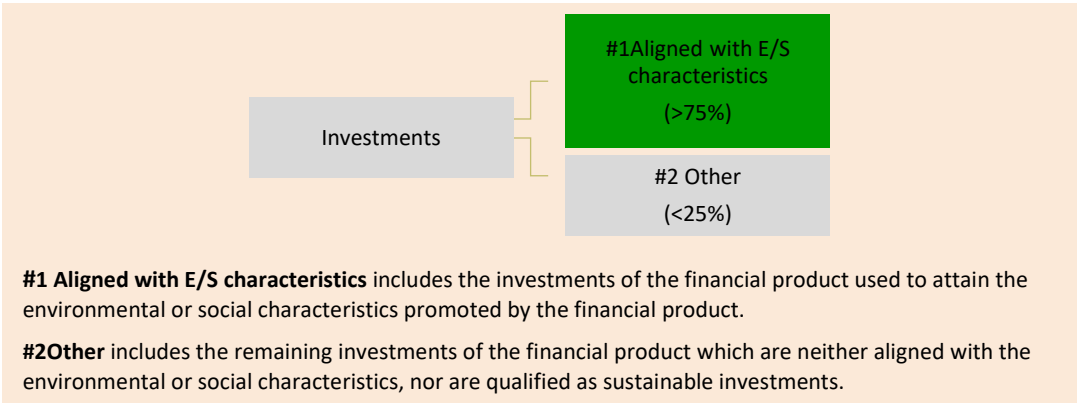 #1Aligned with E/S
characteristics
(>75%)
Investments
#2 Other
(<25%)
#1 Aligned with E/S characteristics includes the investments of the financial product used to attain the
environmental or social characteristics promoted by the financial product.
#2Other includes the remaining investments of the financial product which are neither aligned with the
environmental or social characteristics, nor are qualified as sustainable investments.